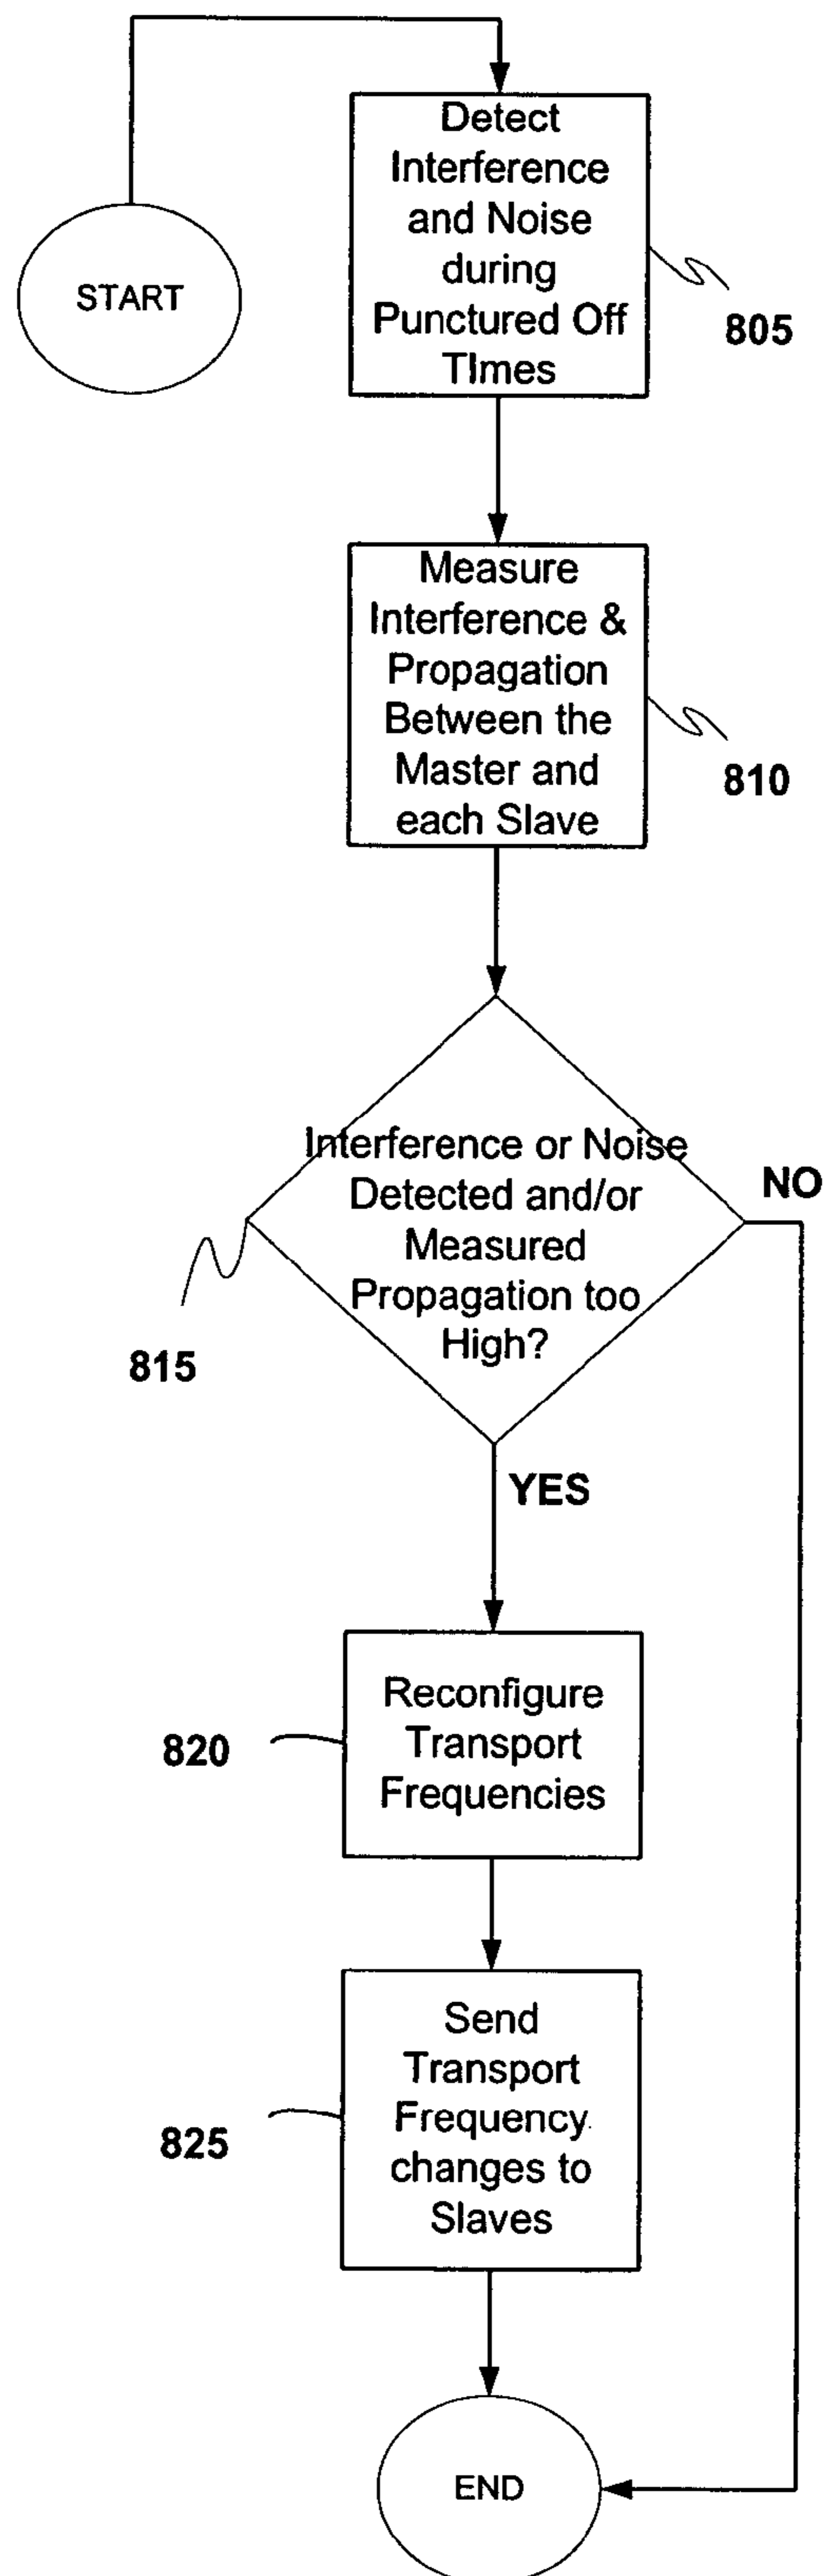 Detect
Interference
and Noise
during
Punctured Off
TImes
START
805
Measure
Interference &
Propagation
Between the
Master and
each Slave
810
Interference or Noise
Detected and/or
Measured
Propagation too
High?
NO
815
YES
Reconfigure
Transport
Frequencies
820
Send
Transport
Frequency
changes to
Slaves
825
END